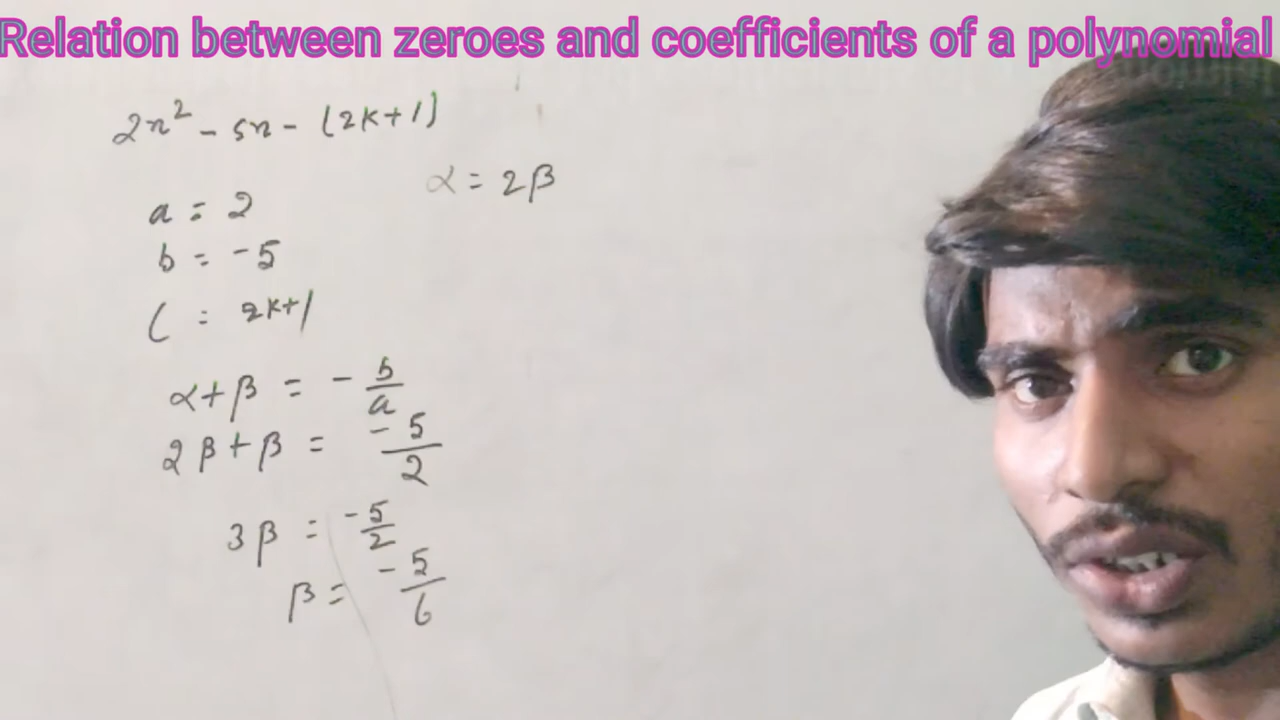 Relation between zeroes and coefficients of a polynomial
2x² - 5x - (2k+1)
α = 2β
a = 2
b = -5
C = 2k+1
α+β = - b/a
2β+β = -5/2
3β = -5/2
β = -5/6